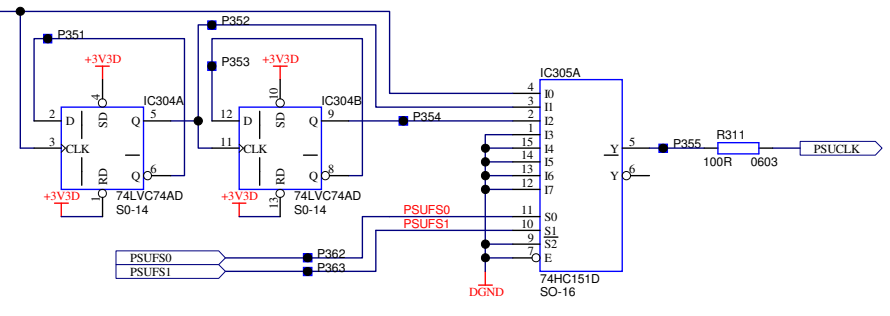 P351
P352
P353
+3V3D
+3V3D
IC304A
IC304B
IC305A
4
10
2
D
SD
Q
5
12
D
SD
Q
9
P354
3
CLK
11
CLK
RD
Q
6
RD
Q
8
1
13
+3V3D
+3V3D
74LVC74AD
S0-14
74LVC74AD
S0-14
4
I0
3
I1
2
I2
1
I3
15
I4
14
I5
13
I6
12
I7
Y
5
Y
6
P355
R311
100R
0603
PSUCLK
PSUFS0
11
S0
PSUFS1
10
S1
9
S2
7
E
PSUFS0
P362
PSUFS1
P363
DGND
74HC151D
SO-16